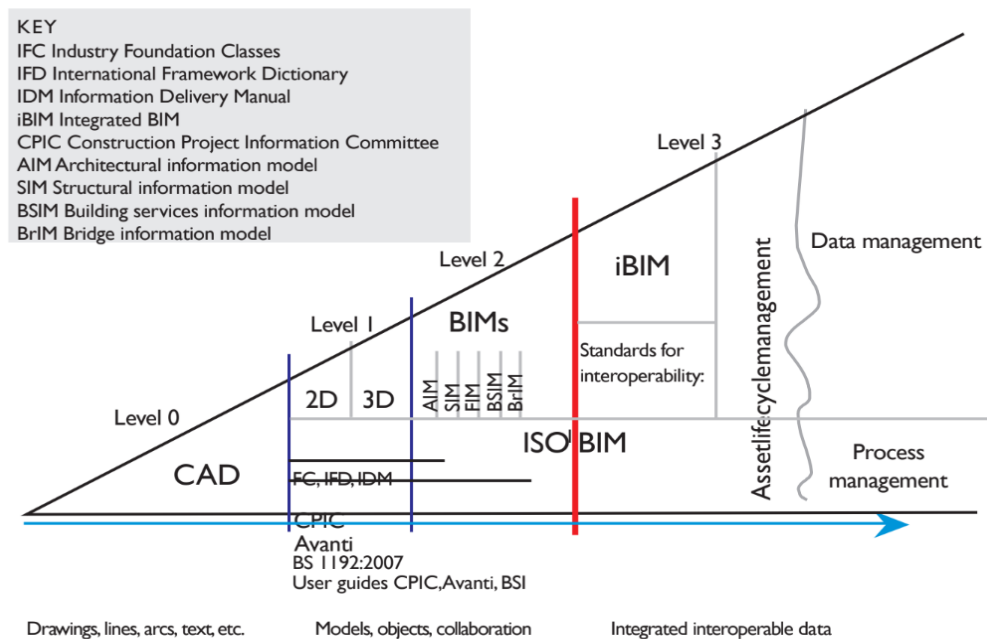 KEY
IFC Industry Foundation Classes
IFD International Framework Dictionary
IDM Information Delivery Manual
iBIM Integrated BIM
CPIC Construction Project Information Committee
AIM Architectural information model
SIM Structural information model
BSIM Building services information model
BrIM Bridge information model
Level 3
Level 2
Level 1
Level 0
Data management
iBIM
BIMs
Standards for
interoperability:
2D
3D
AIM
SIM
FIM
BSIM
BrIM
Assetlifecyclemanagement
ISO BIM
CAD
FC, IFD, IDM
Process
management
CPIC
Avanti
BS 1192:2007
User guides CPIC,Avanti, BSI
Drawings, lines, arcs, text, etc.
Models, objects, collaboration
Integrated interoperable data